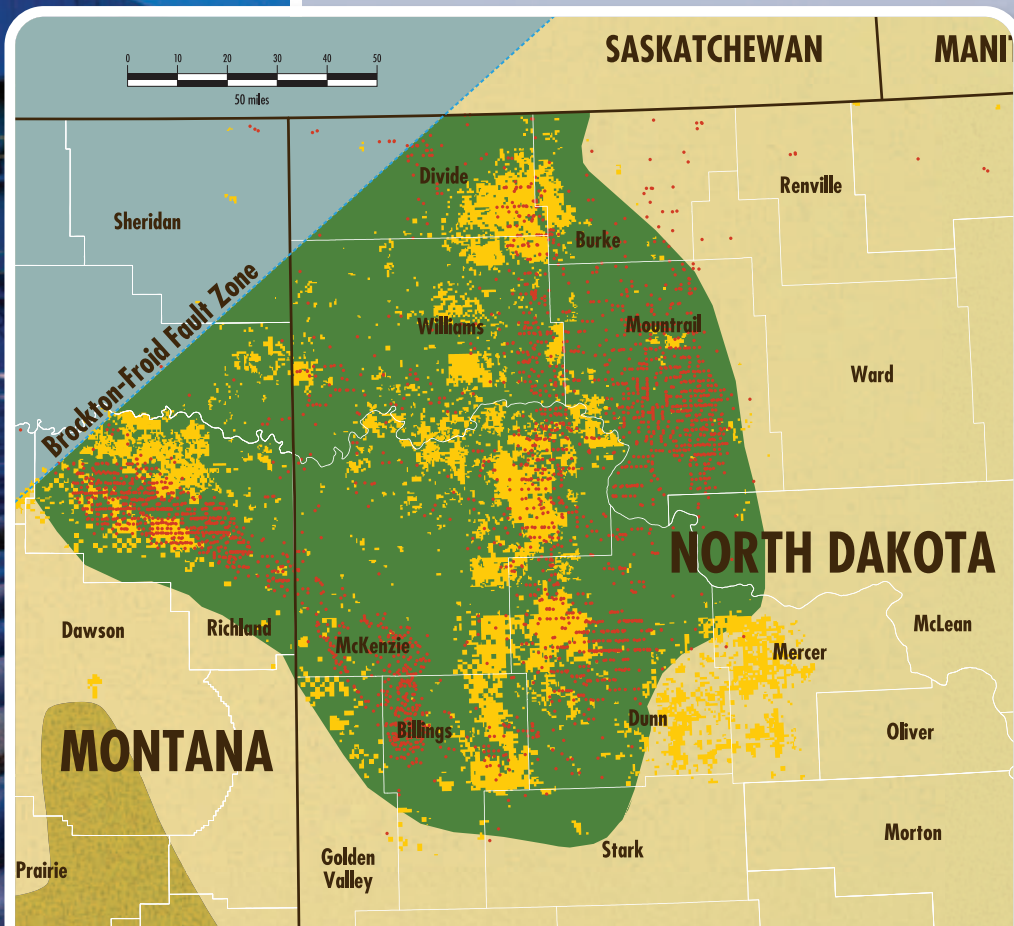 SASKATCHEWAN
MANI
0 10 20 30 40 50
50 miles
Divide
Renville
Sheridan
Burke
Brockton-Froid Fault Zone
Williams
Mountrail
Ward
NORTH DAKOTA
Dawson
Richland
McKenzie
McLean
Mercer
Billings
Dunn
Oliver
MONTANA
Morton
Stark
Golden
Valley
Prairie